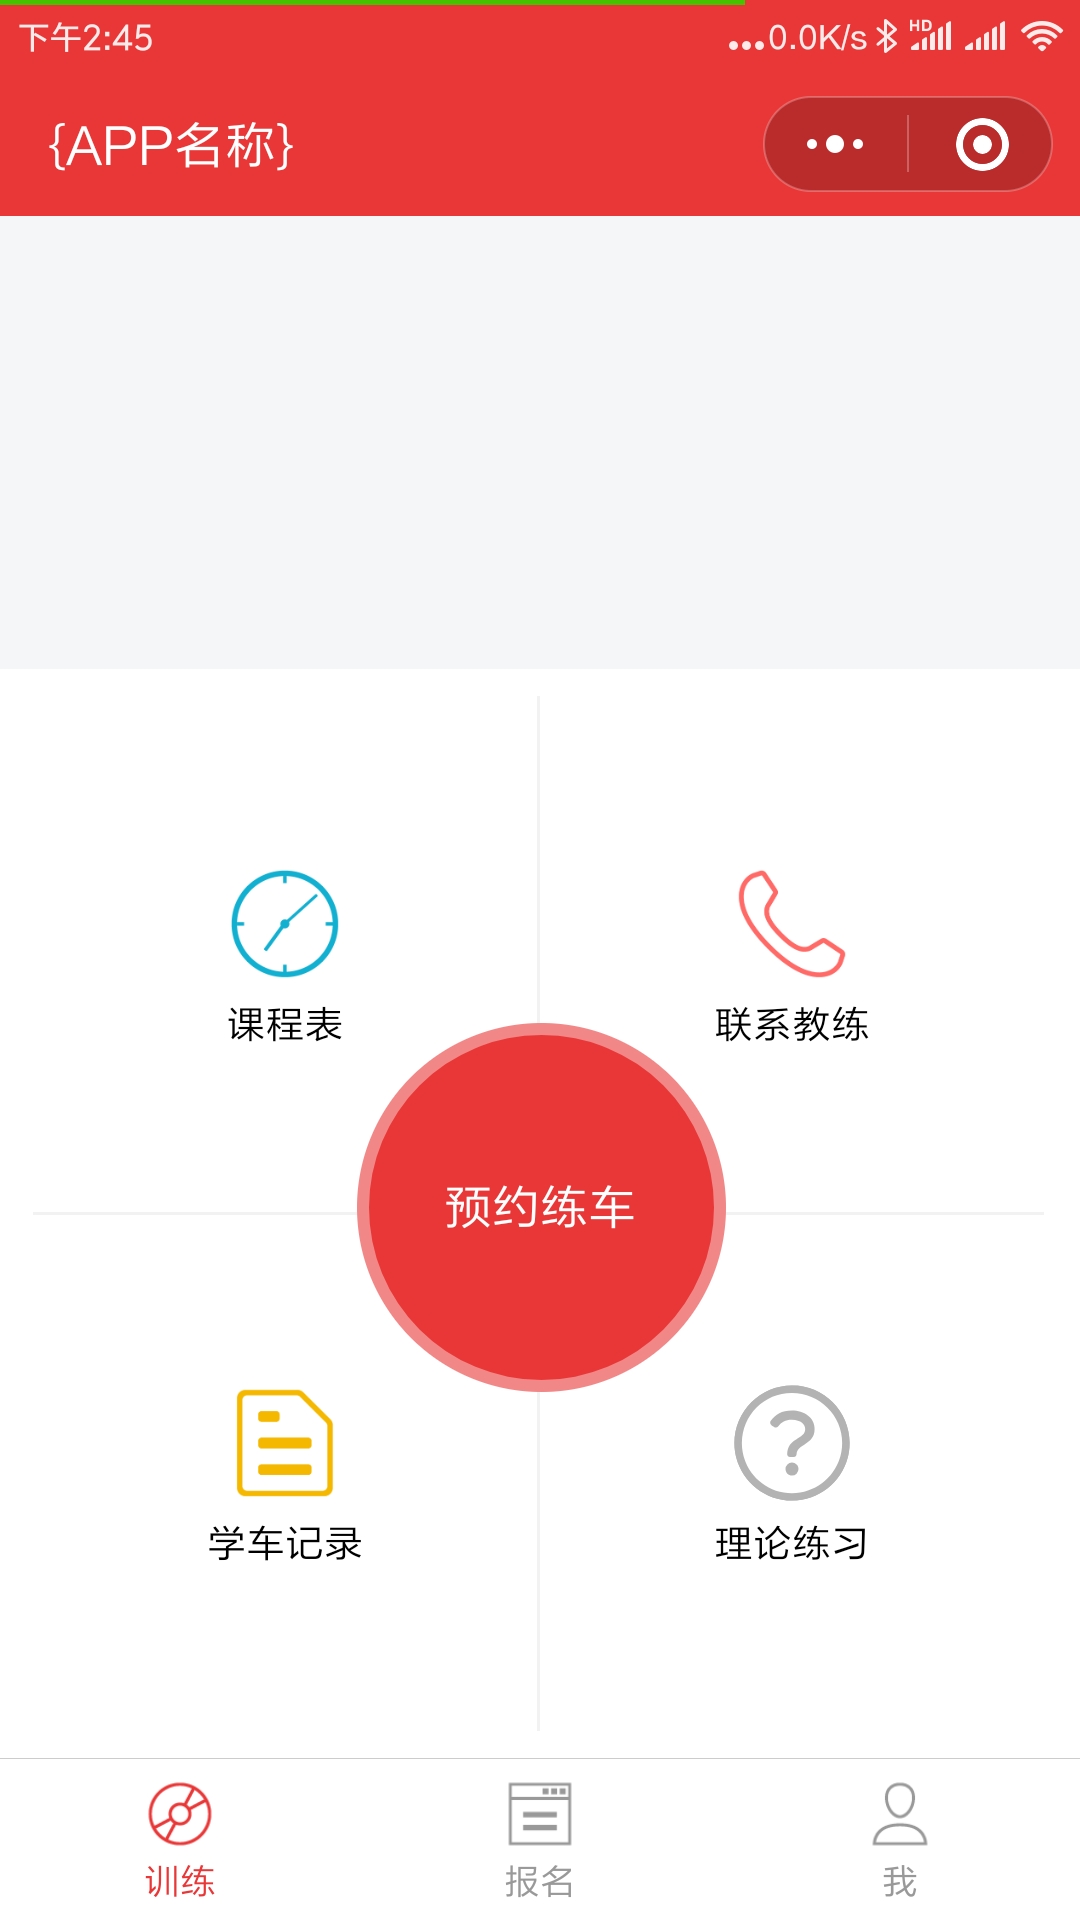 下午2:45 ...0.0K/s HD
{APP名称}
课程表
联系教练
预约练车
学车记录
理论练习
训练
报名
我